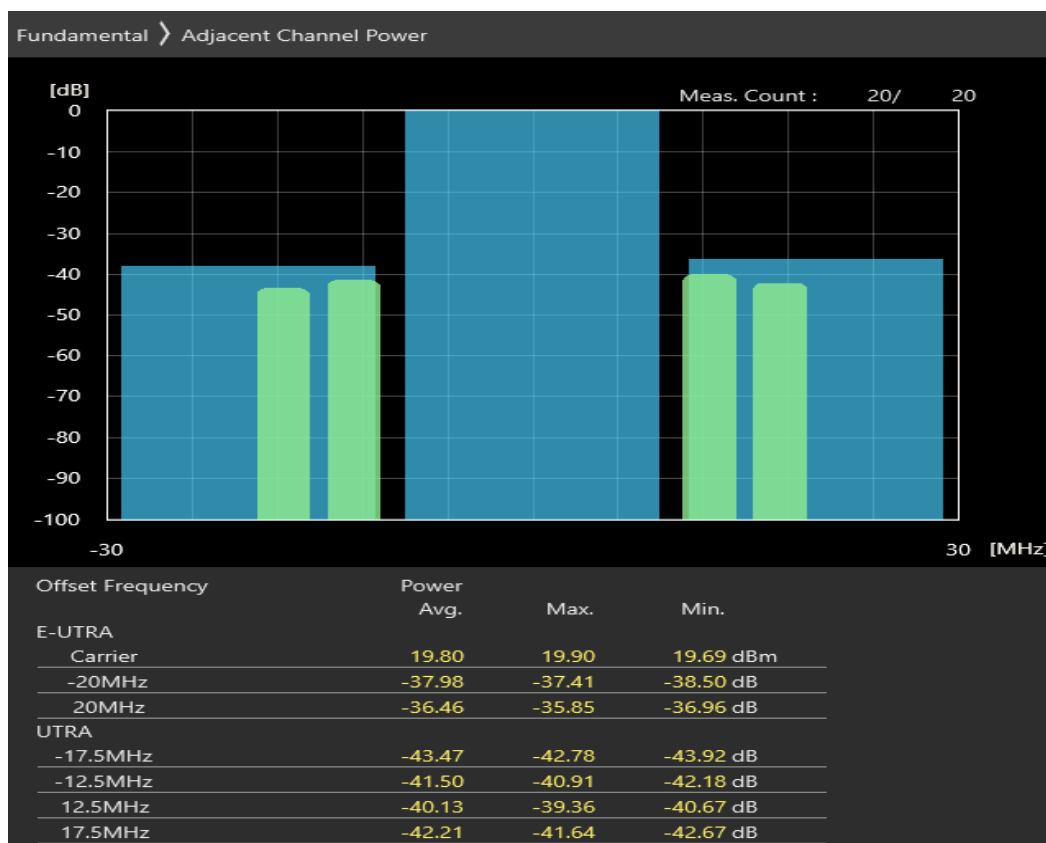 Fundamental 〉 Adjacent Channel Power
[dB]
Meas. Count : 20/ 20
0
-10
-20
-30
-40
-50
-60
-70
-80
-90
-100
-30 30 [MHz]
Offset Frequency Power
Avg. Max. Min.
E-UTRA
Carrier 19.80 19.90 19.69 dBm
-20MHz -37.98 -37.41 -38.50 dB
20MHz -36.46 -35.85 -36.96 dB
UTRA
-17.5MHz -43.47 -42.78 -43.92 dB
-12.5MHz -41.50 -40.91 -42.18 dB
12.5MHz -40.13 -39.36 -40.67 dB
17.5MHz -42.21 -41.64 -42.67 dB